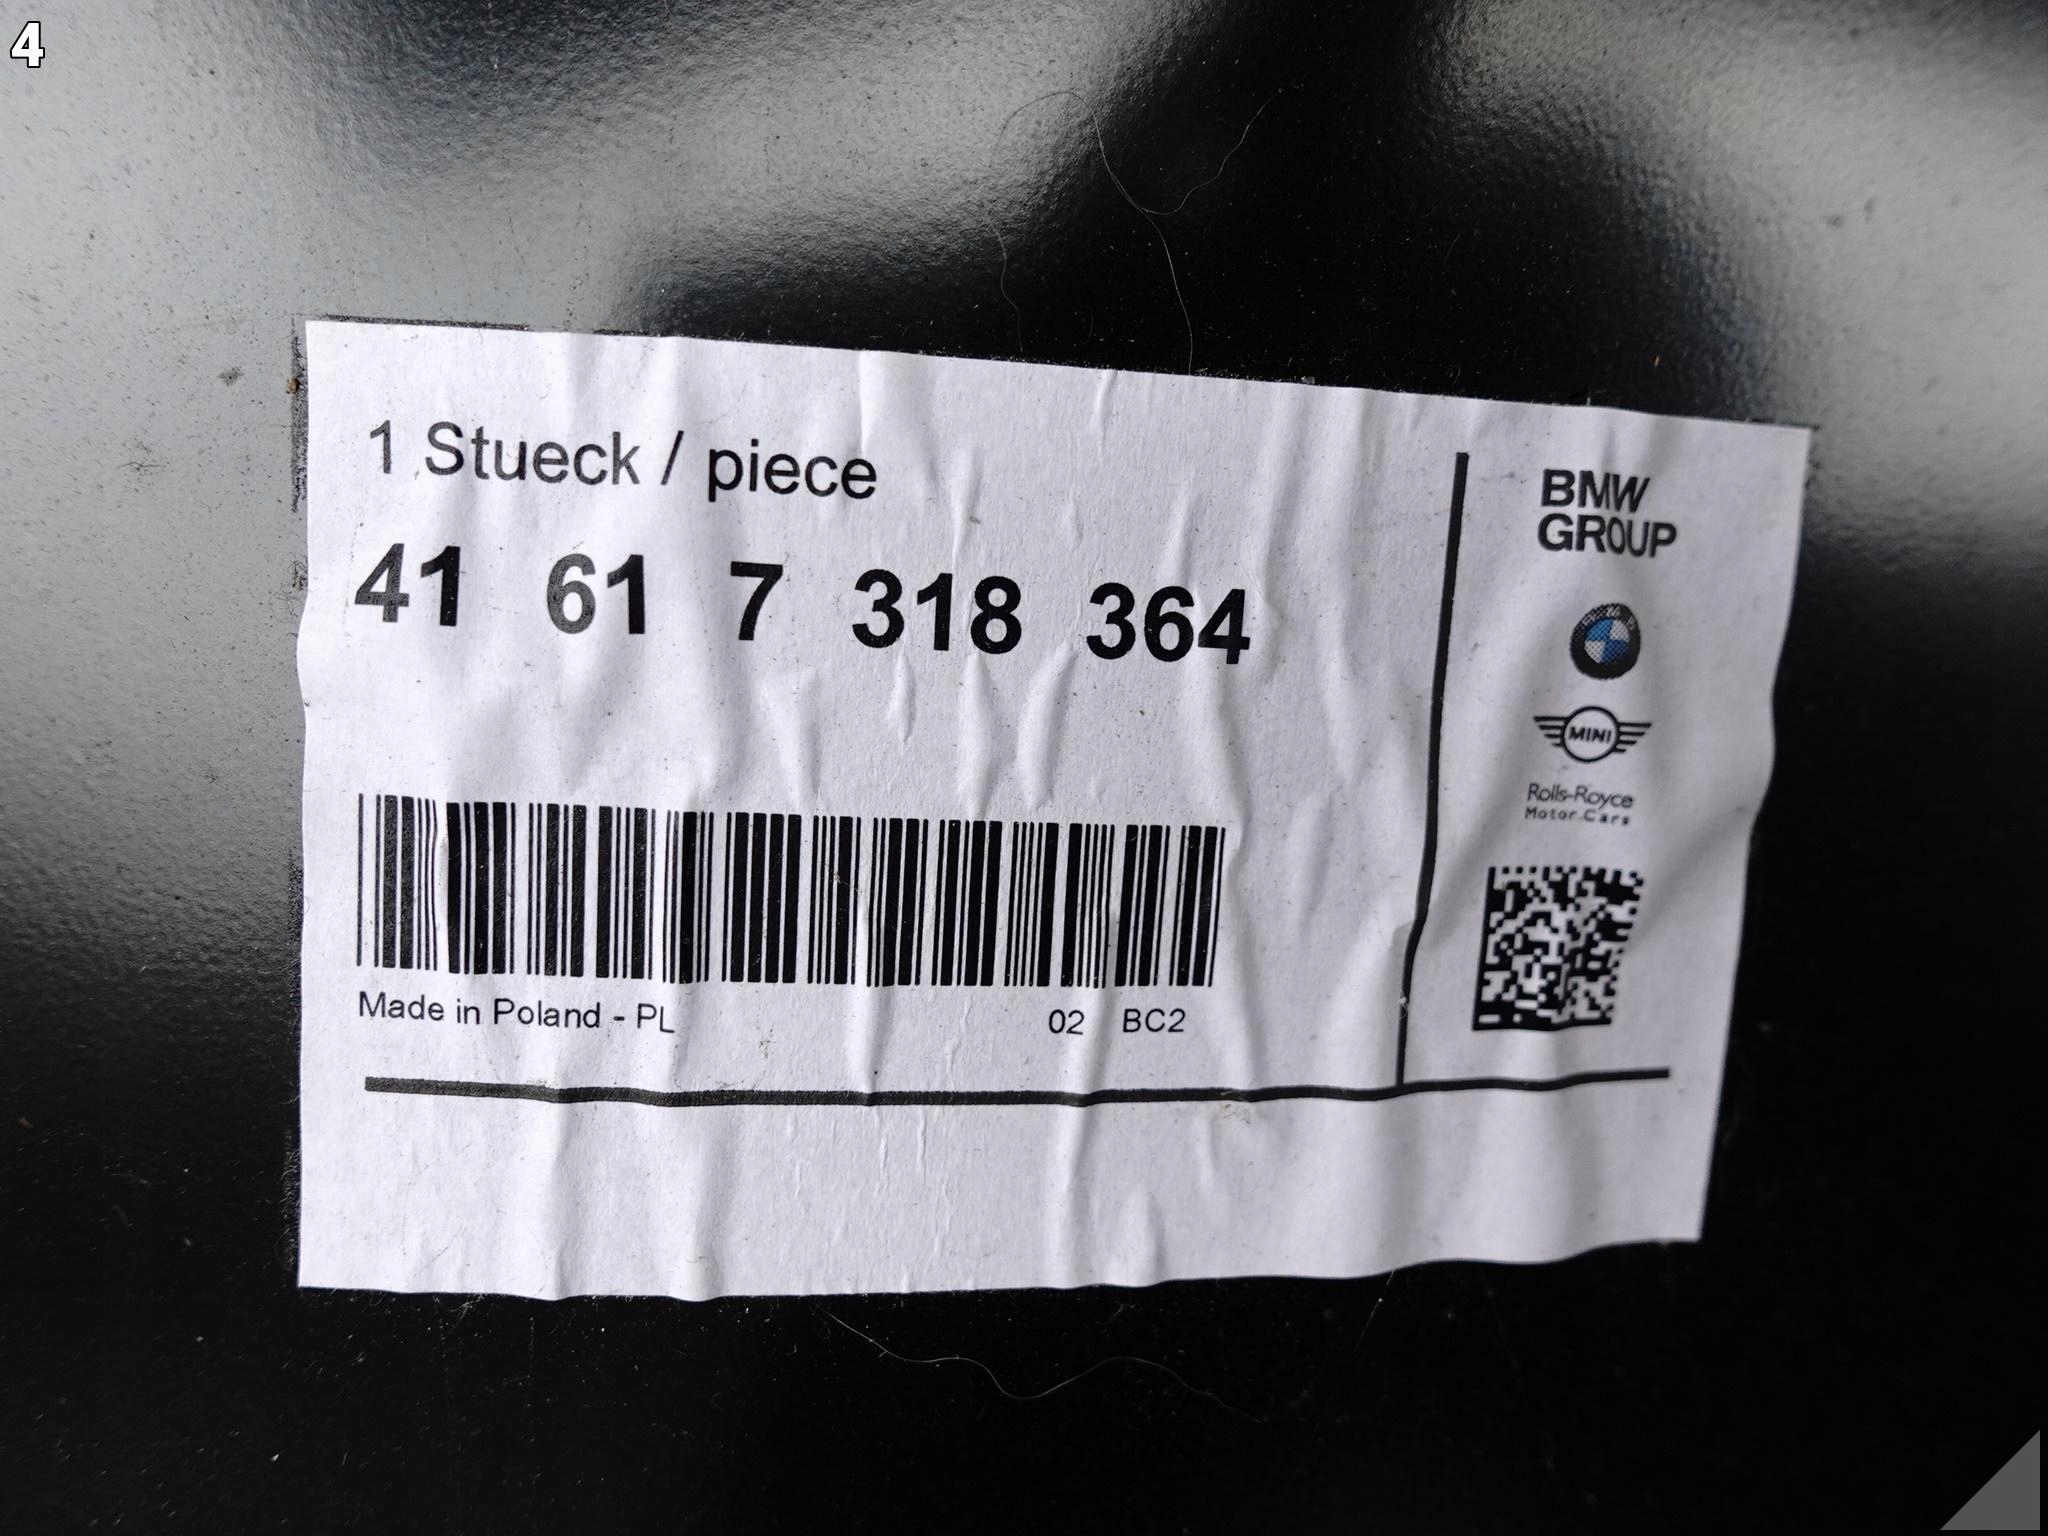 4
1 Stueck / piece
41 61 7 318 364
Made in Poland - PL 02 BC2
BMW
GROUP
MINI
Rolls-Royce
Motor Cars